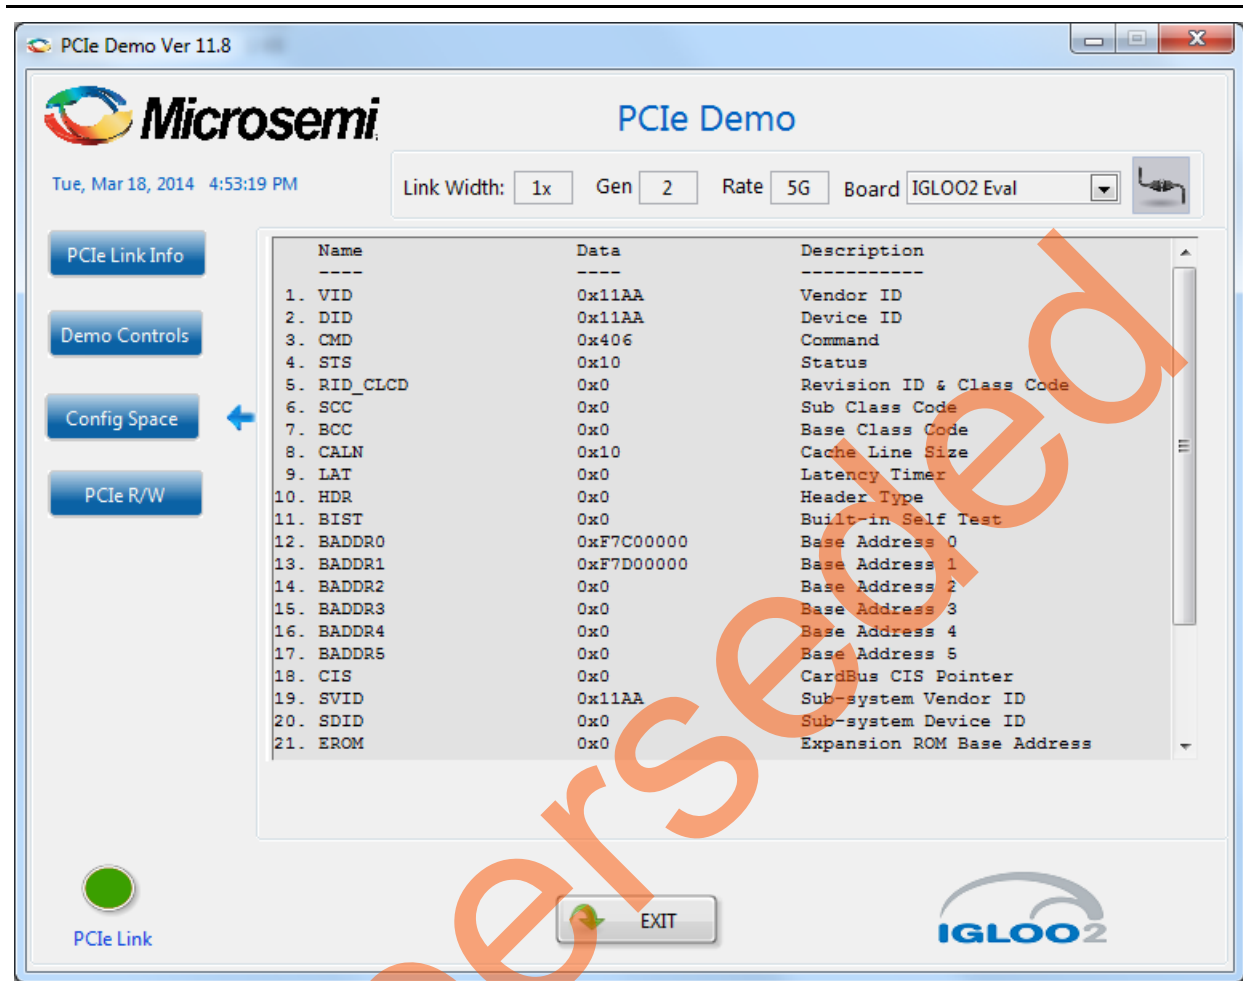 PCIe Demo Ver 11.8
Microsemi
PCIe Demo
Tue, Mar 18, 2014 4:53:19 PM
Link Width: 1x Gen 2 Rate 5G Board IGLOO2 Eval
PCIe Link Info
Demo Controls
Config Space
PCIe R/W
Name Data Description
---- ---- -----------
1. VID 0x11AA Vendor ID
2. DID 0x11AA Device ID
3. CMD 0x406 Command
4. STS 0x10 Status
5. RID_CLCD 0x0 Revision ID & Class Code
6. SCC 0x0 Sub Class Code
7. BCC 0x0 Base Class Code
8. CALN 0x10 Cache Line Size
9. LAT 0x0 Latency Timer
10. HDR 0x0 Header Type
11. BIST 0x0 Built-in Self Test
12. BADDR0 0xF7C00000 Base Address 0
13. BADDR1 0xF7D00000 Base Address 1
14. BADDR2 0x0 Base Address 2
15. BADDR3 0x0 Base Address 3
16. BADDR4 0x0 Base Address 4
17. BADDR5 0x0 Base Address 5
18. CIS 0x0 CardBus CIS Pointer
19. SVID 0x11AA Sub-system Vendor ID
20. SDID 0x0 Sub-system Device ID
21. EROM 0x0 Expansion ROM Base Address
PCIe Link
EXIT
IGLOO2
erseded